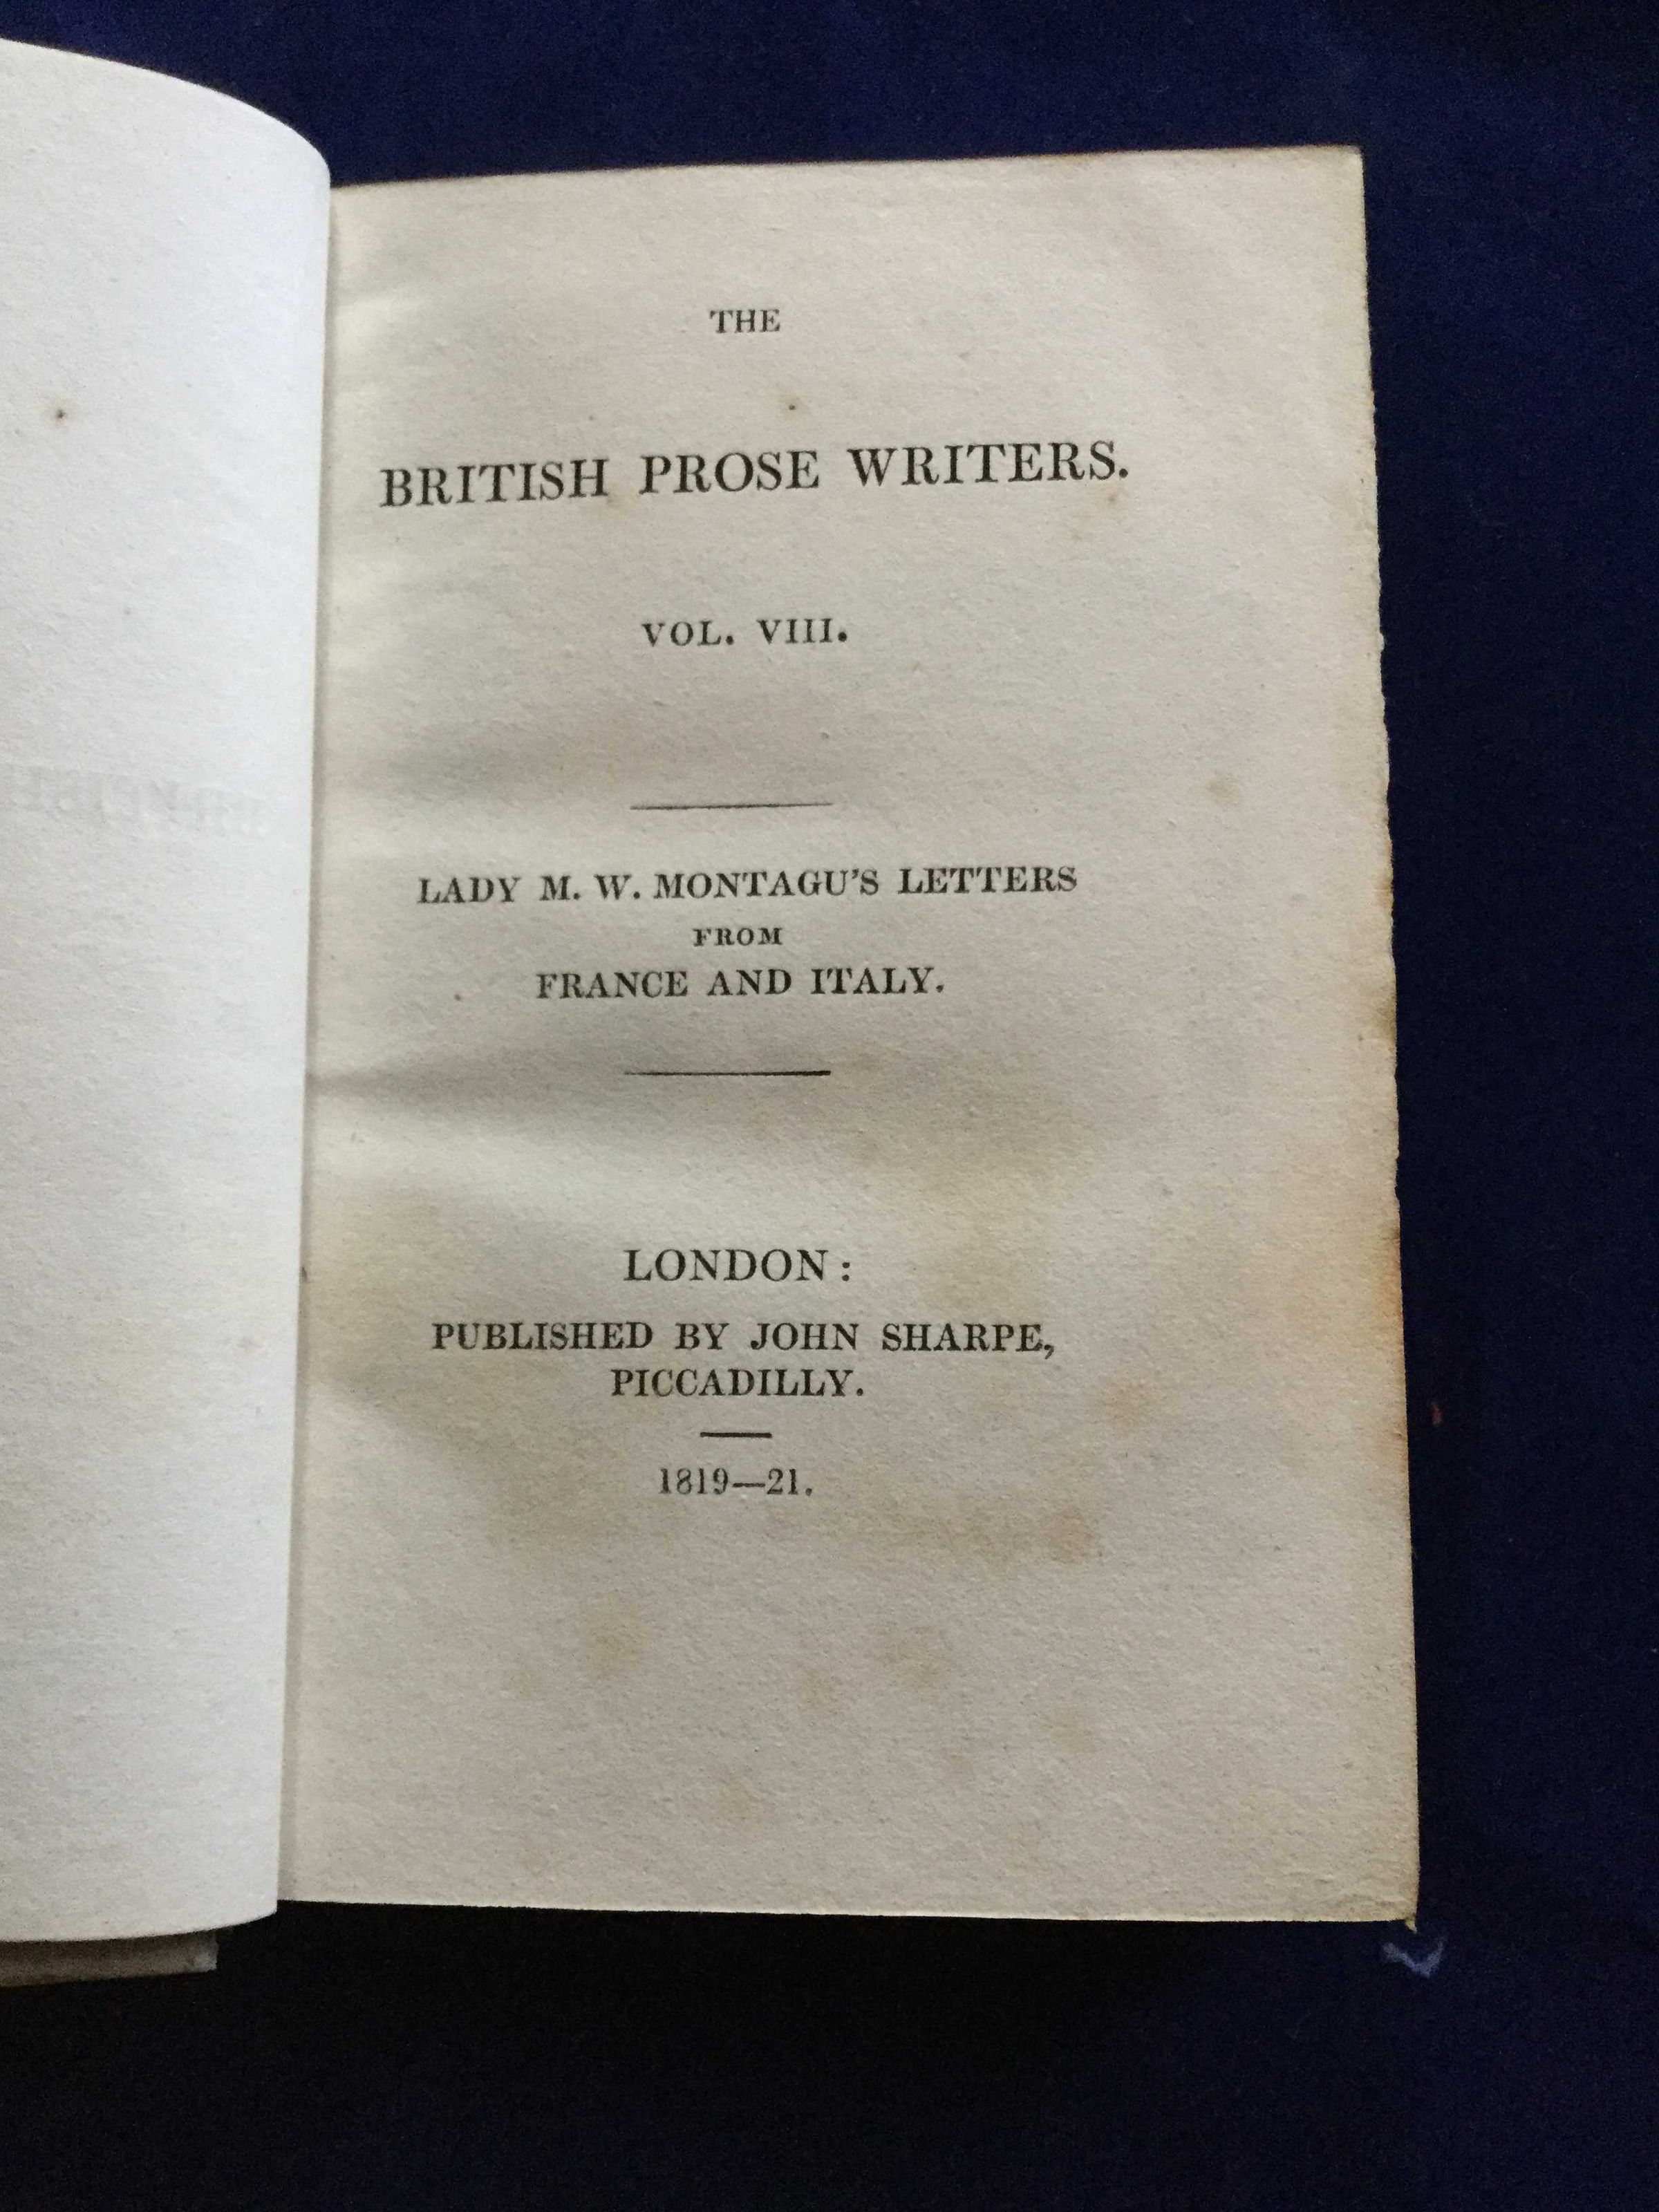 THE
BRITISH PROSE WRITERS.
VOL. VIII.
LADY M. W. MONTAGU'S LETTERS
FROM
FRANCE AND ITALY.
LONDON:
PUBLISHED BY JOHN SHARPE,
PICCADILLY.
1819—21.